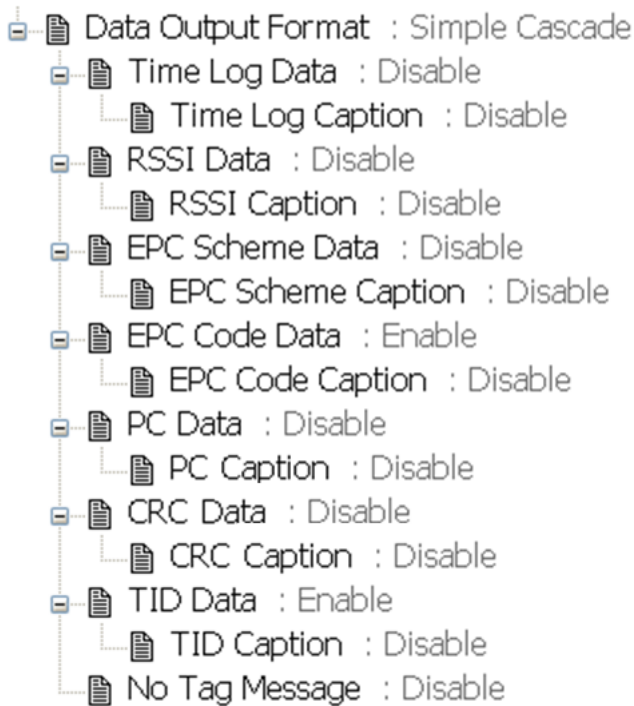 Data Output Format : Simple Cascade
Time Log Data : Disable
Time Log Caption : Disable
RSSI Data : Disable
RSSI Caption : Disable
EPC Scheme Data : Disable
EPC Scheme Caption : Disable
EPC Code Data : Enable
EPC Code Caption : Disable
PC Data : Disable
PC Caption : Disable
CRC Data : Disable
CRC Caption : Disable
TID Data : Enable
TID Caption : Disable
No Tag Message : Disable